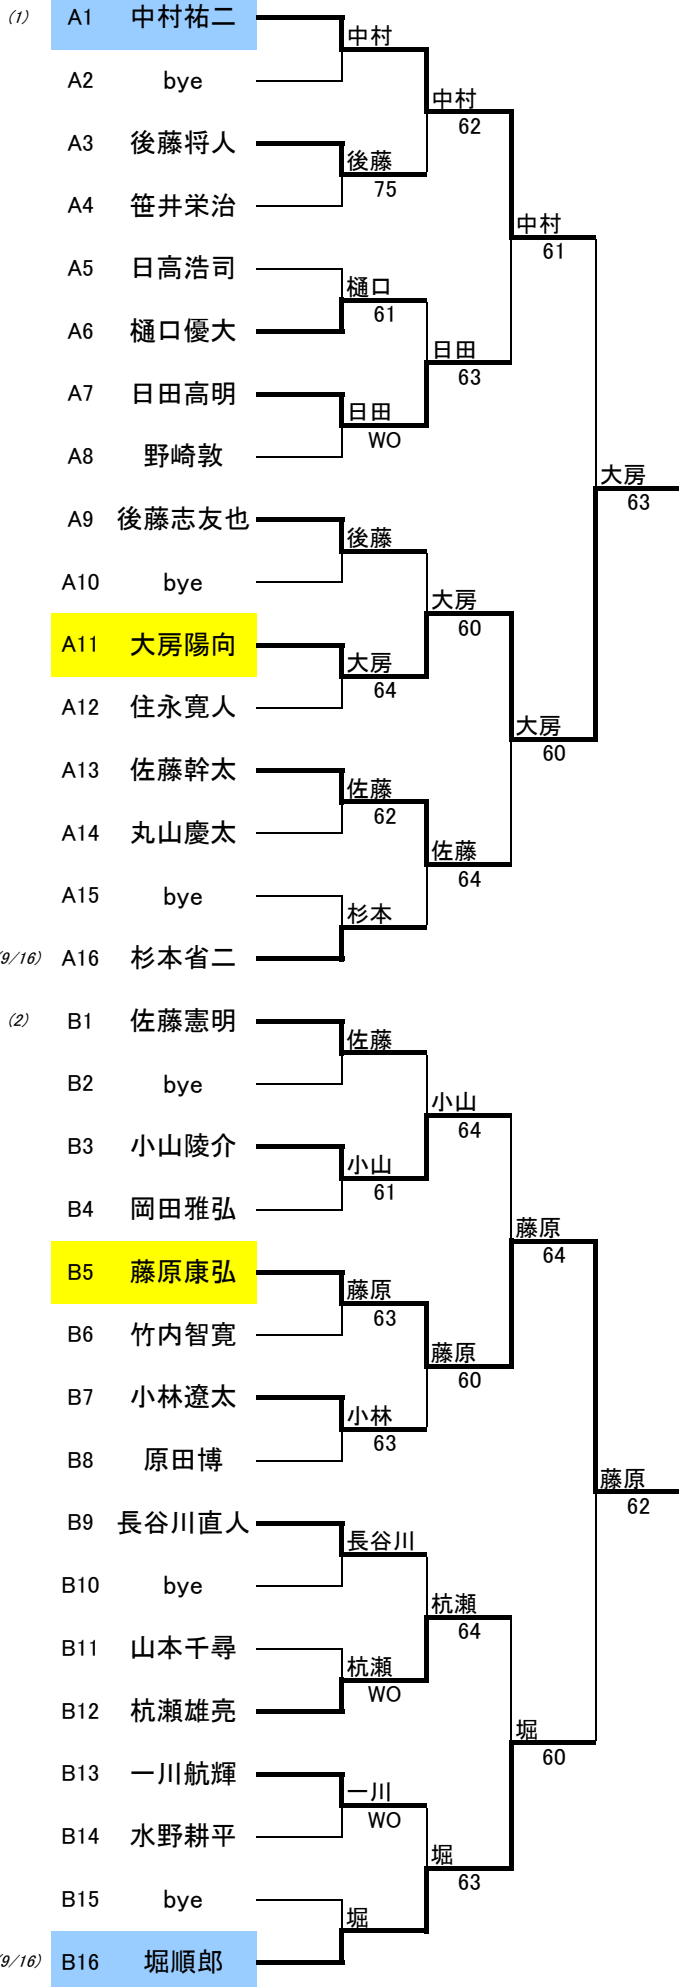 (1) A1 中村祐二
中村
A2 bye
中村
62
A3 後藤将人
後藤
75
A4 笹井栄治
中村
61
A5 日高浩司
樋口
61
A6 樋口優大
日田
63
A7 日田高明
日田
WO
A8 野崎敦
大房
63
A9 後藤志友也
後藤
A10 bye
大房
60
A11 大房陽向
大房
64
A12 住永寛人
大房
60
A13 佐藤幹太
佐藤
62
A14 丸山慶太
佐藤
64
A15 bye
杉本
9/16) A16 杉本省二
(2) B1 佐藤憲明
佐藤
B2 bye
小山
64
B3 小山陵介
小山
61
B4 岡田雅弘
藤原
64
B5 藤原康弘
藤原
63
B6 竹内智寛
藤原
60
B7 小林遼太
小林
63
B8 原田博
藤原
62
B9 長谷川直人
長谷川
B10 bye
杭瀬
64
B11 山本千尋
杭瀬
WO
B12 杭瀬雄亮
堀
60
B13 一川航輝
一川
WO
B14 水野耕平
堀
63
B15 bye
堀
9/16) B16 堀順郎